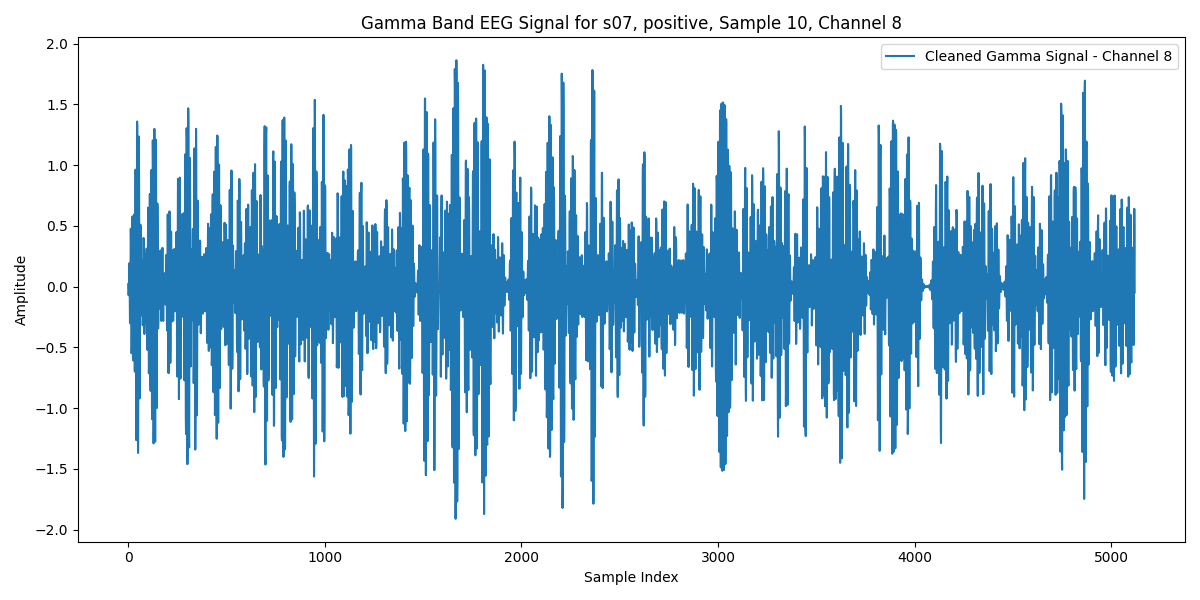 Gamma Band EEG Signal for s07, positive, Sample 10, Channel 8
Cleaned Gamma Signal - Channel 8
2.0
1.5
1.0
0.5
0.0
−0.5
−1.0
−1.5
−2.0
Amplitude
0 1000 2000 3000 4000 5000
Sample Index